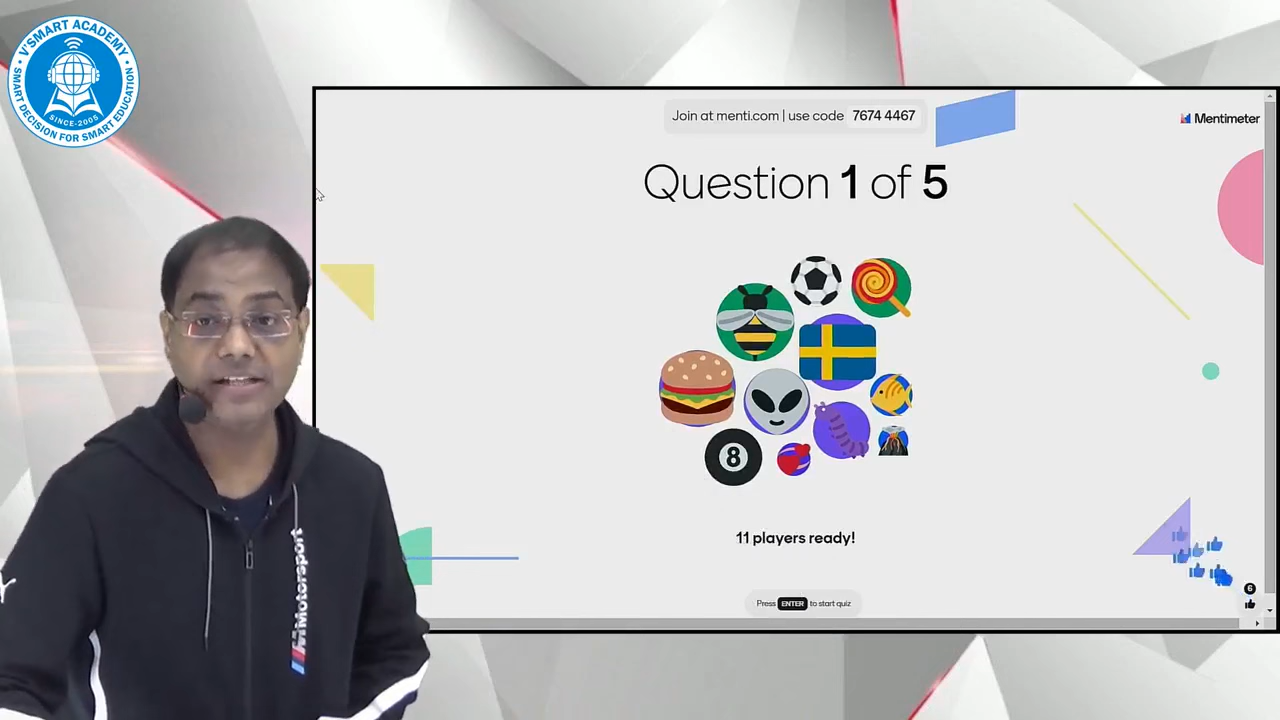 V'SMART ACADEMY
SMART DECISION FOR SMART EDUCATION
SINCE-2005
Join at menti.com | use code 7674 4467
Mentimeter
Question 1 of 5
8
11 players ready!
Press ENTER to start quiz
6
Motorsport